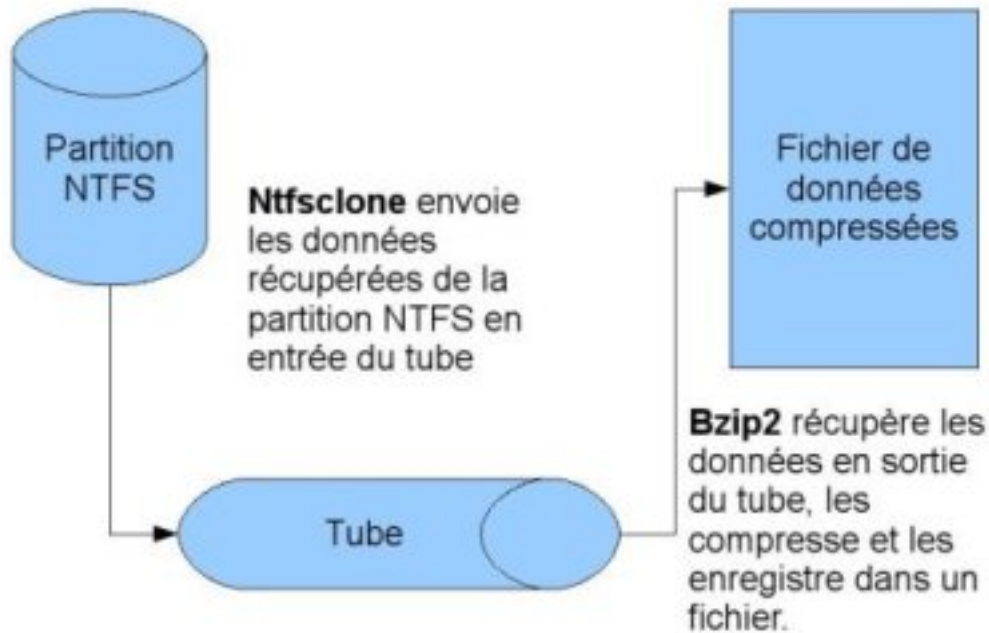 Partition
NTFS
Ntfsclone envoie
les données
récupérées de la
partition NTFS en
entrée du tube
Fichier de
données
compressées
Tube
Bzip2 récupère les
données en sortie
du tube, les
compresse et les
enregistre dans un
fichier.